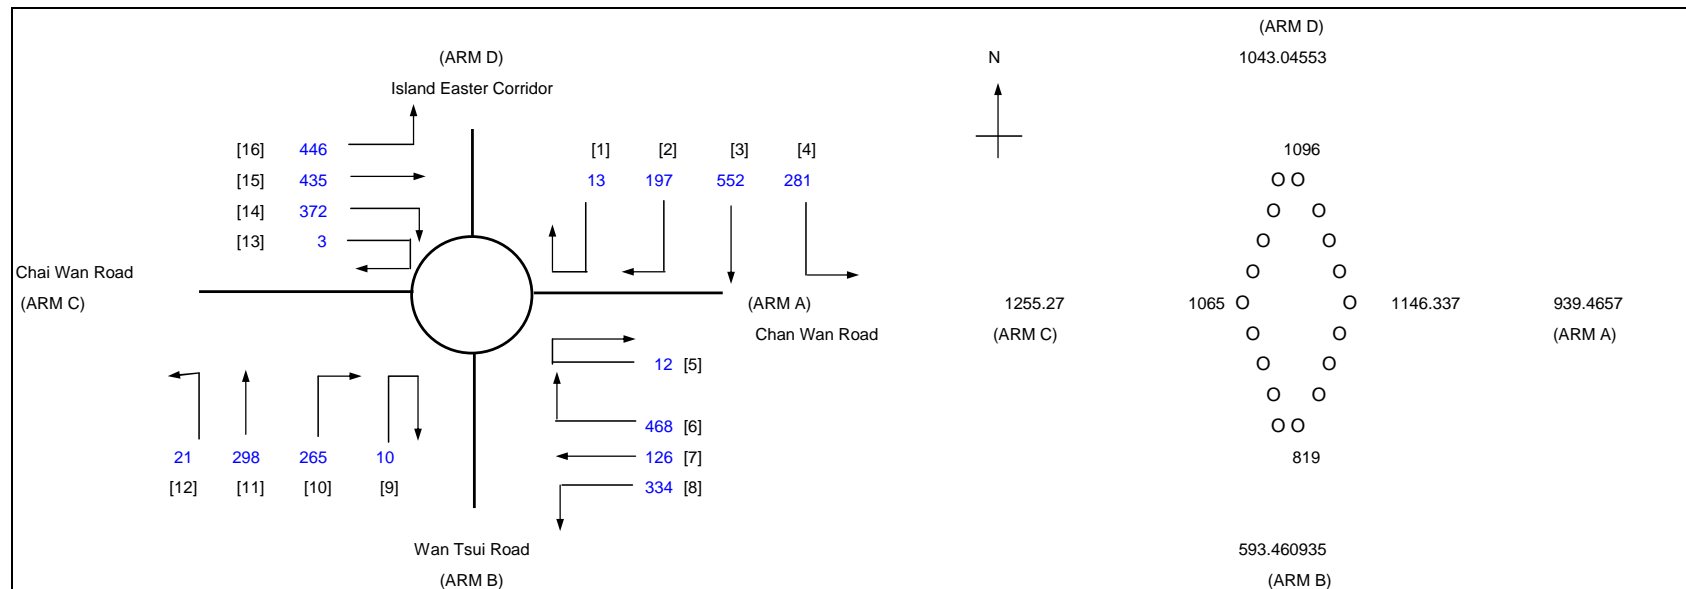 (ARM D)
(ARM D) N 1043.04553
Island Easter Corridor
[16] 446 [1] [2] [3] [4] 1096
[15] 435 13 197 552 281 O O
[14] 372 O O
[13] 3 O O
Chai Wan Road O O
(ARM C) (ARM A) 1255.27 1065 O O 1146.337 939.4657
Chan Wan Road (ARM C) O O (ARM A)
12 [5] O O
O O
468 [6] O O
21 298 265 10 126 [7] 819
[12] [11] [10] [9] 334 [8]
Wan Tsui Road 593.460935
(ARM B) (ARM B)